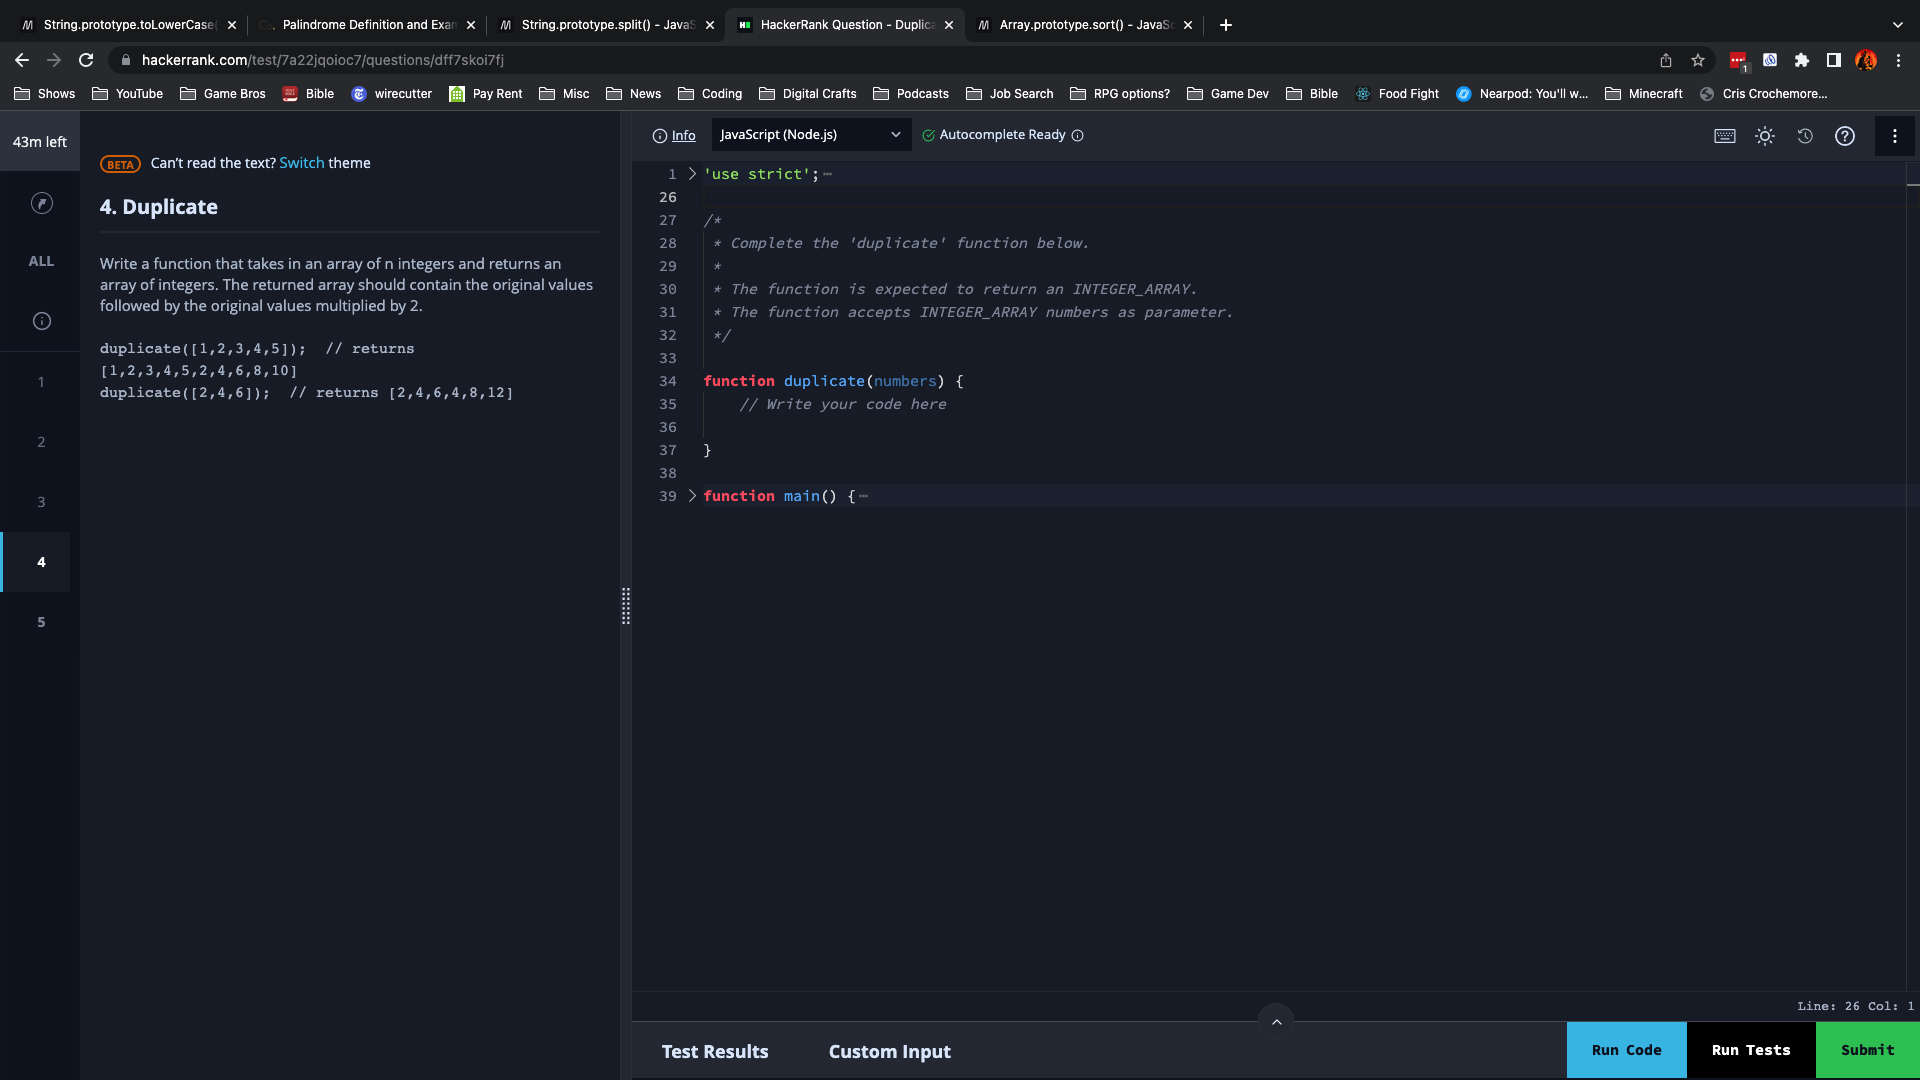 String.prototype.toLowerCase(
Palindrome Definition and Exam
String.prototype.split() - JavaS
HackerRank Question - Duplica
Array.prototype.sort() - JavaSc
hackerrank.com/test/7a22jqoioc7/questions/dff7skoi7fj
1
Shows YouTube Game Bros Bible wirecutter Pay Rent Misc News Coding Digital Crafts Podcasts Job Search RPG options? Game Dev Bible Food Fight Nearpod: You'll w... Minecraft Cris Crochemore...
43m left
ALL
1
2
3
4
5
BETA Can't read the text? Switch theme
4. Duplicate
Write a function that takes in an array of n integers and returns an
array of integers. The returned array should contain the original values
followed by the original values multiplied by 2.
duplicate([1,2,3,4,5]);  // returns
[1,2,3,4,5,2,4,6,8,10]
duplicate([2,4,6]);  // returns [2,4,6,4,8,12]
Info JavaScript (Node.js) Autocomplete Ready
1 'use strict';
26
27 /*
28 * Complete the 'duplicate' function below.
29 *
30 * The function is expected to return an INTEGER_ARRAY.
31 * The function accepts INTEGER_ARRAY numbers as parameter.
32 */
33
34 function duplicate(numbers) {
35 // Write your code here
36
37 }
38
39 function main() {
Line: 26 Col: 1
Test Results Custom Input Run Code Run Tests Submit